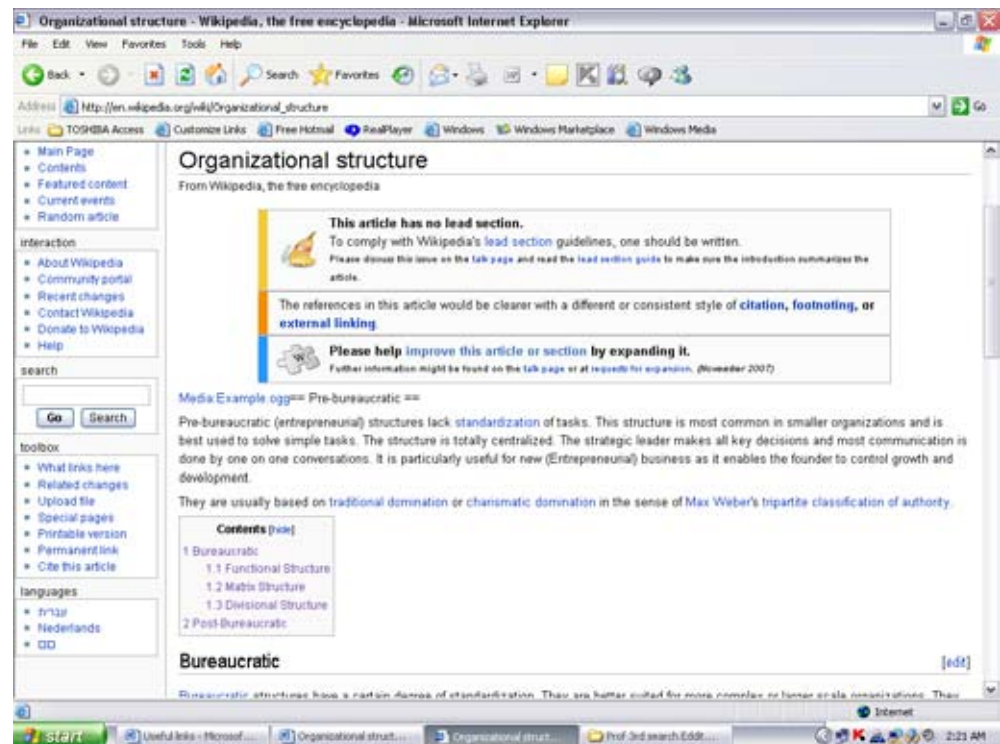 Organizational structure - Wikipedia, the free encyclopedia - Microsoft Internet Explorer
File Edit View Favorites Tools Help
Back Search Favorites
Address http://en.wikipedia.org/wiki/Organizational_structure Go
Links TOSHIBA Access Customize Links Free Hotmail RealPlayer Windows Windows Marketplace Windows Media
Main Page
Contents
Featured content
Current events
Random article
interaction
About Wikipedia
Community portal
Recent changes
Contact Wikipedia
Donate to Wikipedia
Help
search
Go Search
toolbox
What links here
Related changes
Upload file
Special pages
Printable version
Permanent link
Cite this article
languages
עברית
Nederlands
Organizational structure
From Wikipedia, the free encyclopedia
This article has no lead section.
To comply with Wikipedia's lead section guidelines, one should be written.
Please discuss this issue on the talk page and read the lead section guide to make sure the introduction summarizes the
article.
The references in this article would be clearer with a different or consistent style of citation, footnoting, or
external linking.
Please help improve this article or section by expanding it.
Further information might be found on the talk page or at requests for expansion. (November 2007)
Media:Example.ogg== Pre-bureaucratic ==
Pre-bureaucratic (entrepreneurial) structures lack standardization of tasks. This structure is most common in smaller organizations and is
best used to solve simple tasks. The structure is totally centralized. The strategic leader makes all key decisions and most communication is
done by one on one conversations. It is particularly useful for new (Entrepreneurial) business as it enables the founder to control growth and
development.
They are usually based on traditional domination or charismatic domination in the sense of Max Weber's tripartite classification of authority.
Contents [hide]
1 Bureaucratic
1.1 Functional Structure
1.2 Matrix Structure
1.3 Divisional Structure
2 Post-Bureaucratic
Bureaucratic [edit]
Bureaucratic structures have a certain degree of standardization. They are better suited for more complex or larger scale organizations. They
Internet
start Useful links - Microsof... Organizational struct... Organizational struct... Prof 3rd search Eddit.... 2:21 AM